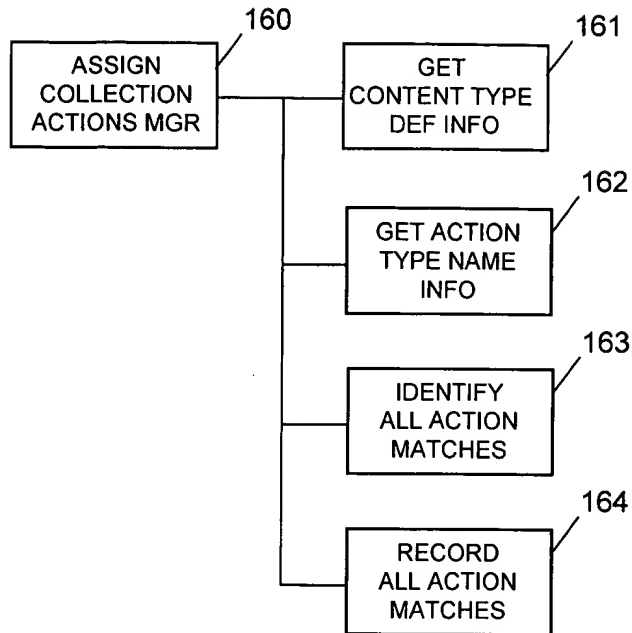 160
ASSIGN
COLLECTION
ACTIONS MGR
161
GET
CONTENT TYPE
DEF INFO
162
GET ACTION
TYPE NAME
INFO
163
IDENTIFY
ALL ACTION
MATCHES
164
RECORD
ALL ACTION
MATCHES